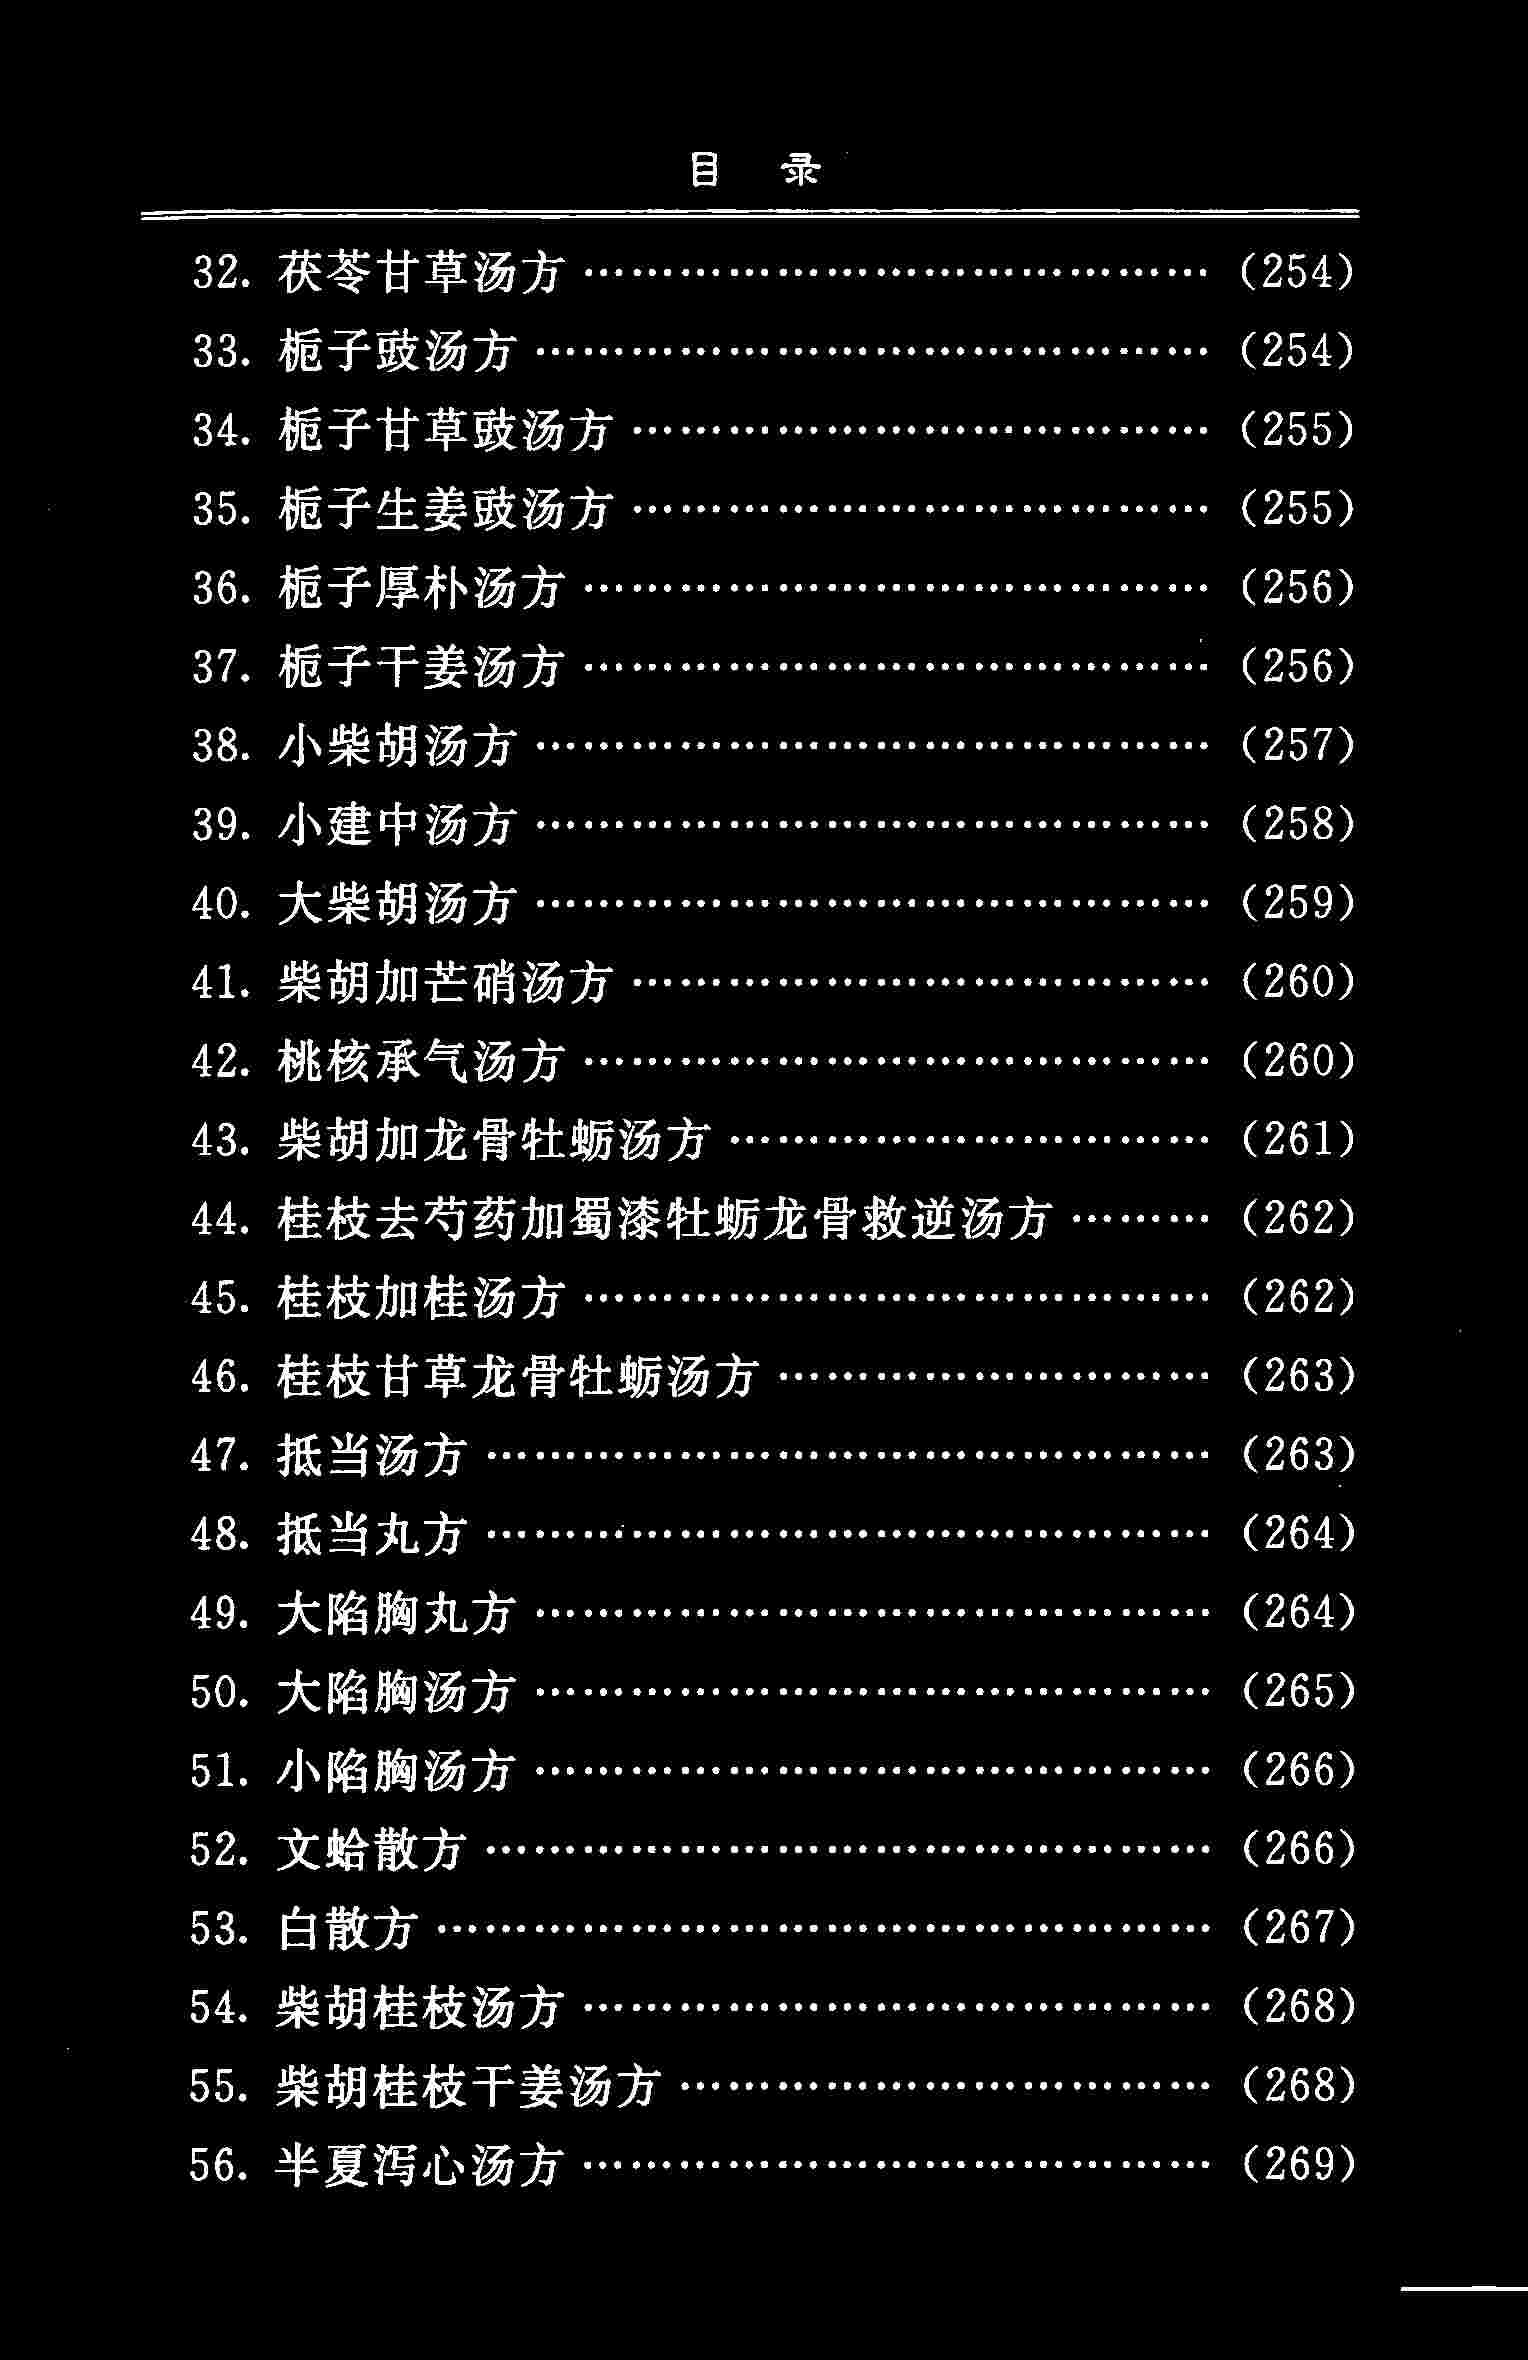 目 录
32. 茯苓甘草汤方 …………………………………… (254)
33. 栀子豉汤方 ……………………………………… (254)
34. 栀子甘草豉汤方 ………………………………… (255)
35. 栀子生姜豉汤方 ………………………………… (255)
36. 栀子厚朴汤方 …………………………………… (256)
37. 栀子干姜汤方 …………………………………… (256)
38. 小柴胡汤方 ……………………………………… (257)
39. 小建中汤方 ……………………………………… (258)
40. 大柴胡汤方 ……………………………………… (259)
41. 柴胡加芒硝汤方 ………………………………… (260)
42. 桃核承气汤方 …………………………………… (260)
43. 柴胡加龙骨牡蛎汤方 …………………………… (261)
44. 桂枝去芍药加蜀漆牡蛎龙骨救逆汤方 ……… (262)
45. 桂枝加桂汤方 …………………………………… (262)
46. 桂枝甘草龙骨牡蛎汤方 ………………………… (263)
47. 抵当汤方 ………………………………………… (263)
48. 抵当丸方 ………………………………………… (264)
49. 大陷胸丸方 ……………………………………… (264)
50. 大陷胸汤方 ……………………………………… (265)
51. 小陷胸汤方 ……………………………………… (266)
52. 文蛤散方 ………………………………………… (266)
53. 白散方 …………………………………………… (267)
54. 柴胡桂枝汤方 …………………………………… (268)
55. 柴胡桂枝干姜汤方 ……………………………… (268)
56. 半夏泻心汤方 …………………………………… (269)